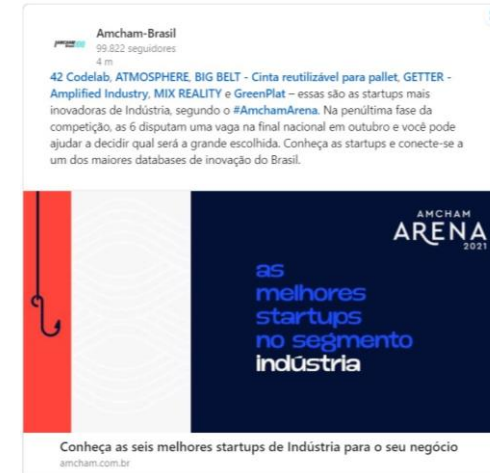 Amcham-Brasil
99.822 seguidores
4 m
42 Codelab, ATMOSPHERE, BIG BELT - Cinta reutilizável para pallet, GETTER -
Amplified Industry, MIX REALITY e GreenPlat – essas são as startups mais
inovadoras de Indústria, segundo o #AmchamArena. Na penúltima fase da
competição, as 6 disputam uma vaga na final nacional em outubro e você pode
ajudar a decidir qual será a grande escolhida. Conheça as startups e conecte-se a
um dos maiores databases de inovação do Brasil.
AMCHAM
ARENA
2021
as
melhores
startups
no segmento
indústria
Conheça as seis melhores startups de Indústria para o seu negócio
amcham.com.br